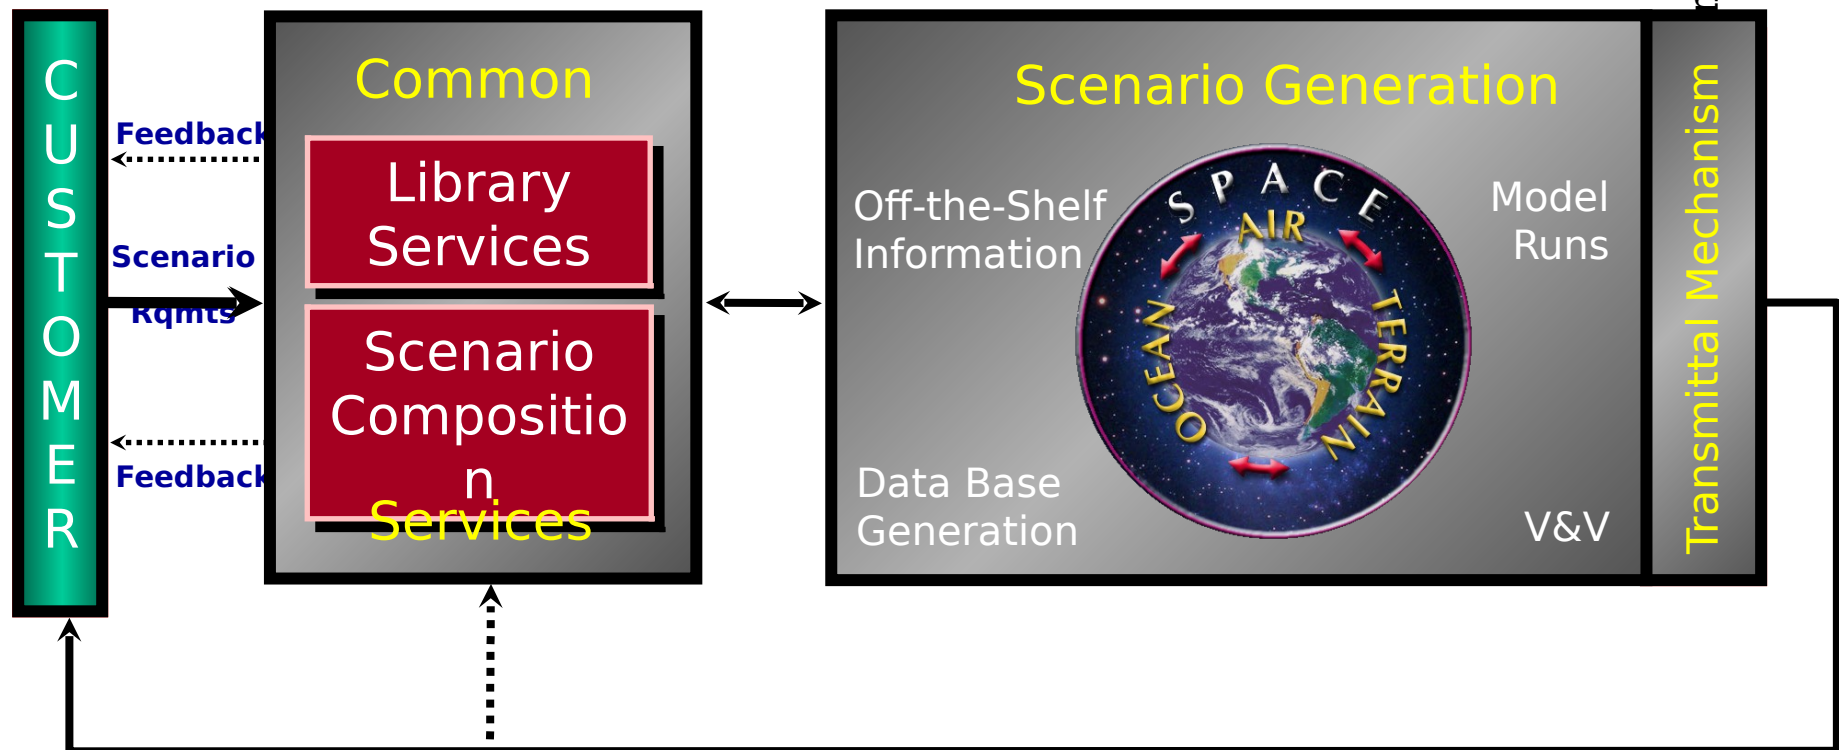 CUSTOMER
Feedback
Scenario
Rqmts
Feedback
Common
Library
Services
Scenario
Compositio
n
Services
Scenario Generation
Off-the-Shelf
Information
Model
Runs
SPACE
AIR
OCEAN
TERRAIN
Data Base
Generation
V&V
Transmittal Mechanism